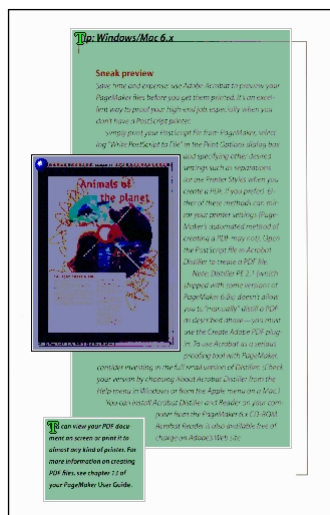 Tip: Windows/Mac 6.x
Sneak preview
Save time and expense: use Adobe Acrobat to preview your
PageMaker files before you get them printed. It's an excel-
lent way to proof your high-end job especially when you
don't have a PostScript printer.
Simply print your PostScript file from PageMaker, select-
ing "Write PostScript to File" in the Print Options dialog box
and specifying other desired
settings such as separations
(or use Printer Styles when you
create a PDF, if you prefer). Ei-
ther of these methods can mir-
ror your printer settings (Page-
Maker's automated method of
creating a PDF may not). Open
the PostScript file in Acrobat
Distiller to create a PDF file.
Note: Distiller PE 2.1 (which
shipped with some versions of
PageMaker 6.0x) doesn't allow
you to "manually" distill a PDF
as described above—you must
use the Create Adobe PDF plug-
in. To use Acrobat as a serious
proofing tool with PageMaker,
consider investing in the full small version of Distiller. (Check
your version by choosing About Acrobat Distiller from the
Help menu in Windows or from the Apple menu on a Mac.)
You can install Acrobat Distiller and Reader on your com-
puter from the PageMaker 6.x CD-ROM.
Acrobat Reader is also available free of
charge on Adobe's Web site.
Animals of
the planet
I can view your PDF docu
ment on screen or print it to
almost any kind of printer. For
more information on creating
PDF files, see chapter 13 of
your PageMaker User Guide.